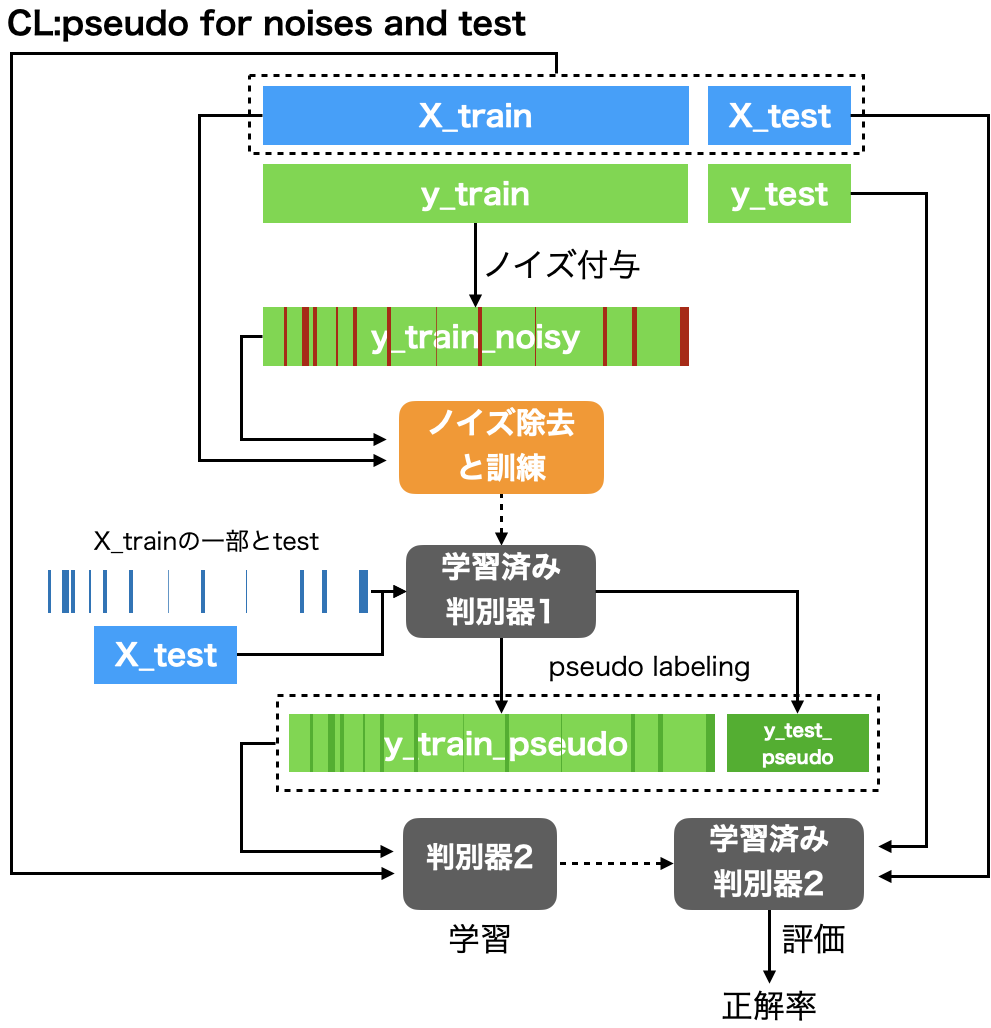 CL:pseudo for noises and test
X_train
X_test
y_train
y_test
ノイズ付与
y_train_noisy
ノイズ除去
と訓練
X_trainの一部とtest
学習済み
判別器1
X_test
pseudo labeling
y_train_pseudo
y_test_
pseudo
判別器2
学習済み
判別器2
学習
評価
正解率